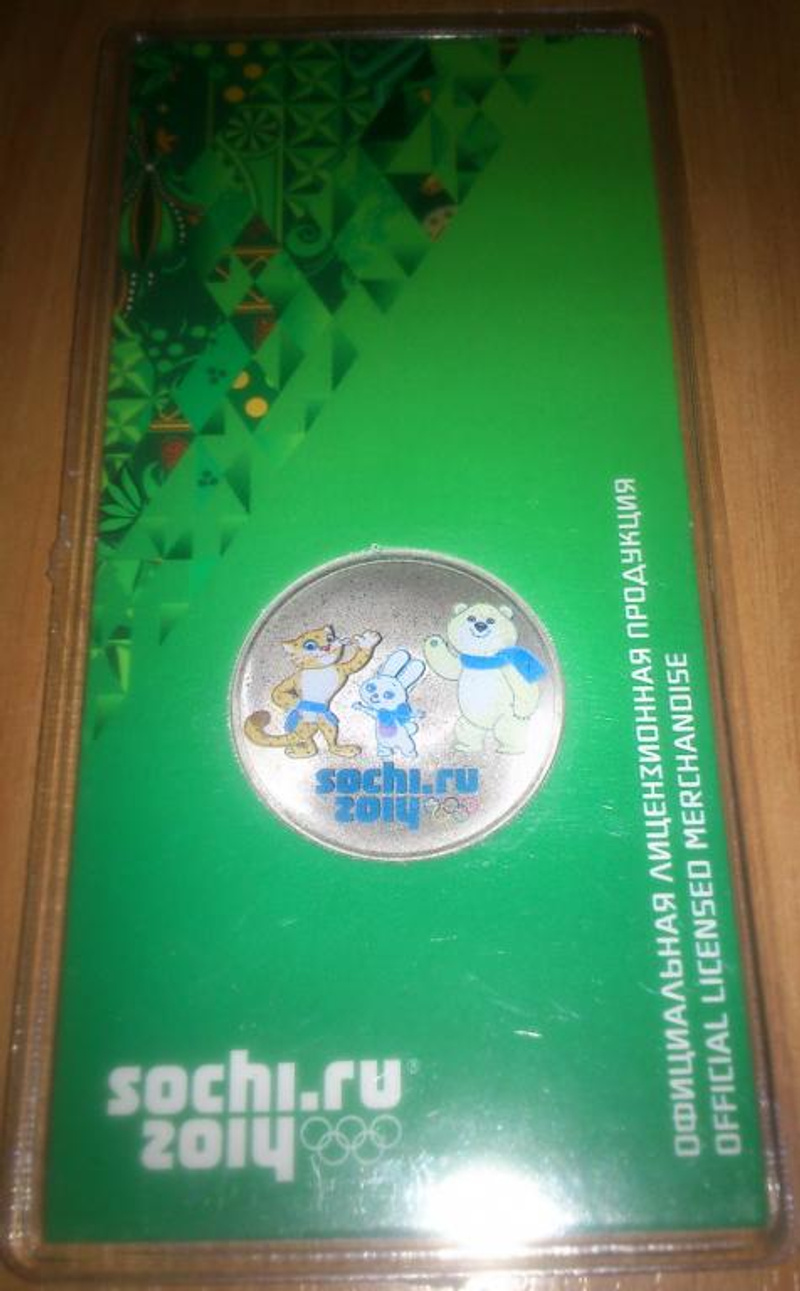 sochi.ru
2014
sochi.ru®
2014
ОФИЦИАЛЬНАЯ ЛИЦЕНЗИОННАЯ ПРОДУКЦИЯ
OFFICIAL LICENSED MERCHANDISE